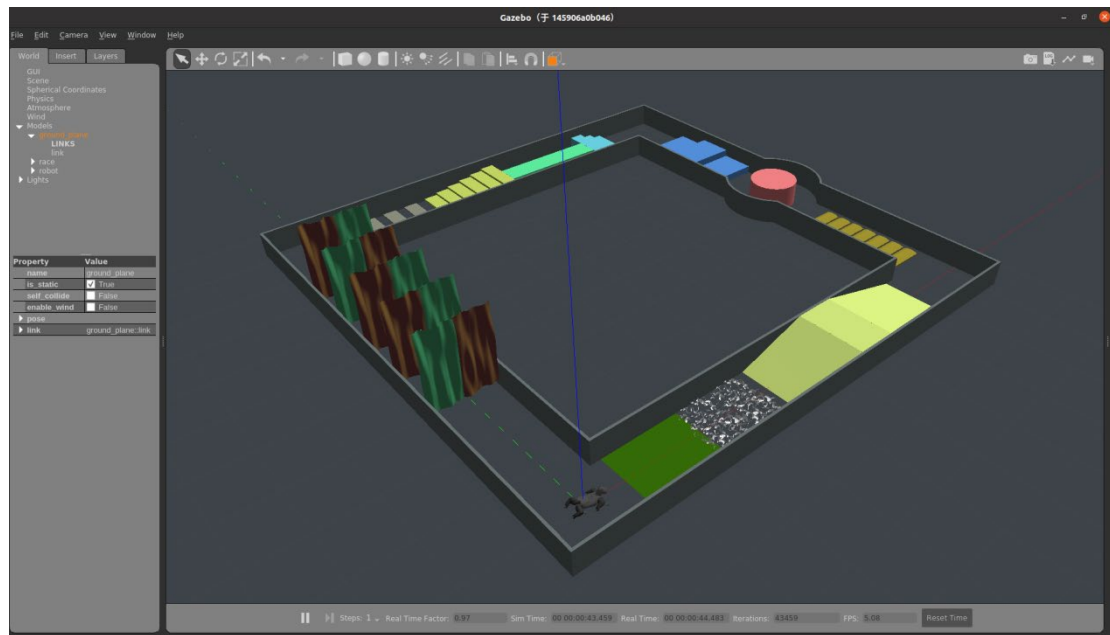 Gazebo (于 145906a0b046)
File Edit Camera View Window Help
World Insert Layers
GUI
Scene
Spherical Coordinates
Physics
Atmosphere
Wind
Models
ground_plane
LINKS
link
race
robot
Lights
Property Value
name ground_plane
is_static True
self_collide False
enable_wind False
pose
link ground_plane::link
Steps: 1 Real Time Factor: 0.97 Sim Time: 00 00:00:43.459 Real Time: 00 00:00:44.483 Iterations: 43459 FPS: 5.08 Reset Time